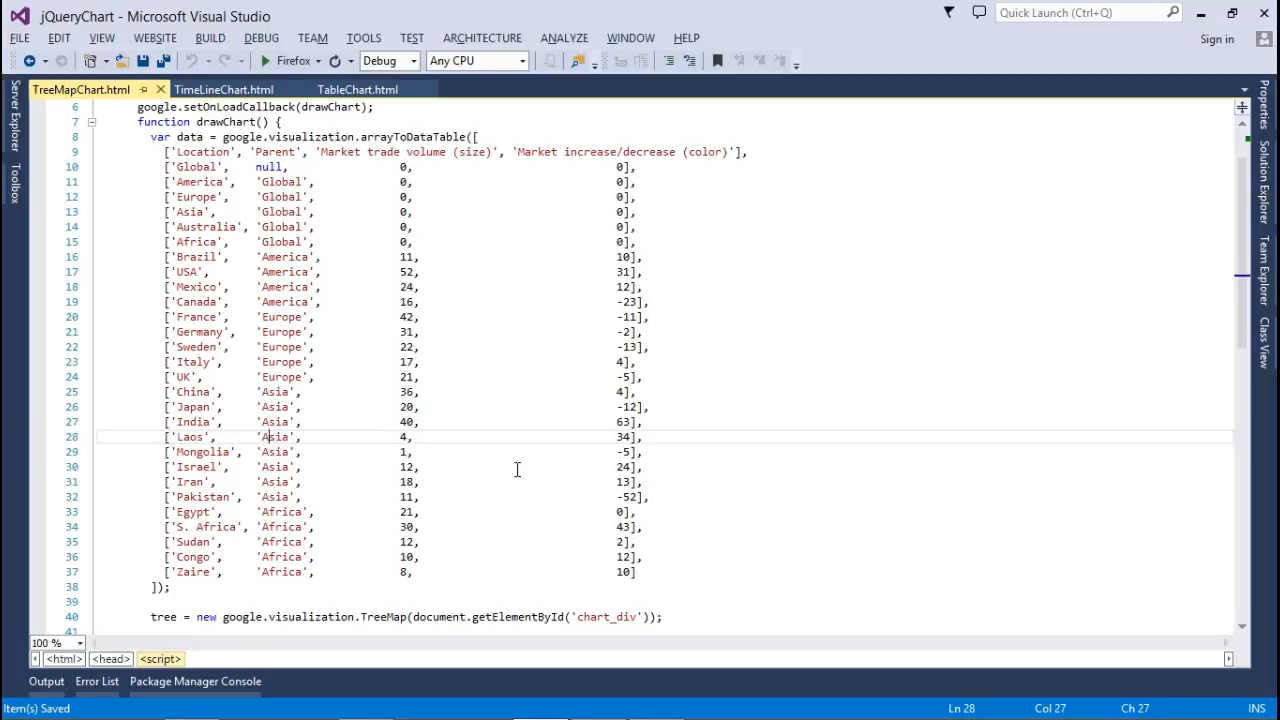 jQueryChart - Microsoft Visual Studio
Quick Launch (Ctrl+Q)
FILE EDIT VIEW WEBSITE BUILD DEBUG TEAM TOOLS TEST ARCHITECTURE ANALYZE WINDOW HELP
Sign in
Firefox Debug Any CPU
TreeMapChart.html TimeLineChart.html TableChart.html
Server Explorer
Toolbox
Properties
Solution Explorer
Team Explorer
Class View
6 google.setOnLoadCallback(drawChart);
7 function drawChart() {
8 var data = google.visualization.arrayToDataTable([
9 ['Location', 'Parent', 'Market trade volume (size)', 'Market increase/decrease (color)'],
10 ['Global', null, 0, 0],
11 ['America', 'Global', 0, 0],
12 ['Europe', 'Global', 0, 0],
13 ['Asia', 'Global', 0, 0],
14 ['Australia', 'Global', 0, 0],
15 ['Africa', 'Global', 0, 0],
16 ['Brazil', 'America', 11, 10],
17 ['USA', 'America', 52, 31],
18 ['Mexico', 'America', 24, 12],
19 ['Canada', 'America', 16, -23],
20 ['France', 'Europe', 42, -11],
21 ['Germany', 'Europe', 31, -2],
22 ['Sweden', 'Europe', 22, -13],
23 ['Italy', 'Europe', 17, 4],
24 ['UK', 'Europe', 21, -5],
25 ['China', 'Asia', 36, 4],
26 ['Japan', 'Asia', 20, -12],
27 ['India', 'Asia', 40, 63],
28 ['Laos', 'Asia', 4, 34],
29 ['Mongolia', 'Asia', 1, -5],
30 ['Israel', 'Asia', 12, 24],
31 ['Iran', 'Asia', 18, 13],
32 ['Pakistan', 'Asia', 11, -52],
33 ['Egypt', 'Africa', 21, 0],
34 ['S. Africa', 'Africa', 30, 43],
35 ['Sudan', 'Africa', 12, 2],
36 ['Congo', 'Africa', 10, 12],
37 ['Zaire', 'Africa', 8, 10]
38 ]);
39
40 tree = new google.visualization.TreeMap(document.getElementById('chart_div'));
41
100 %
<html> <head> <script>
Output Error List Package Manager Console
Item(s) Saved Ln 28 Col 27 Ch 27 INS